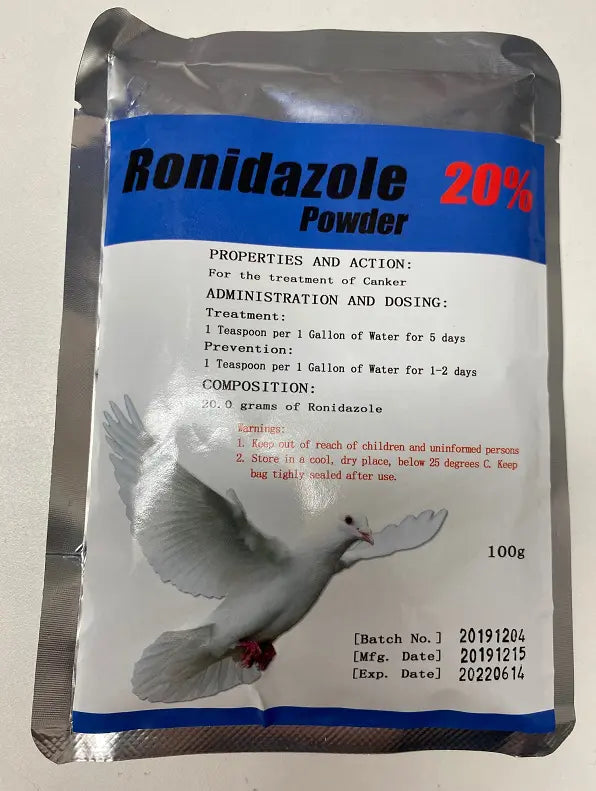 Ronidazole 20%
Powder
PROPERTIES AND ACTION:
For the treatment of Canker
ADMINISTRATION AND DOSING:
Treatment:
1 Teaspoon per 1 Gallon of Water for 5 days
Prevention:
1 Teaspoon per 1 Gallon of Water for 1-2 days
COMPOSITION:
20.0 grams of Ronidazole
Warnings:
1. Keep out of reach of children and uninformed persons
2. Store in a cool, dry place, below 25 degrees C. Keep
bag tighly sealed after use.
100g
[Batch No.] 20191204
[Mfg. Date] 20191215
[Exp. Date] 20220614